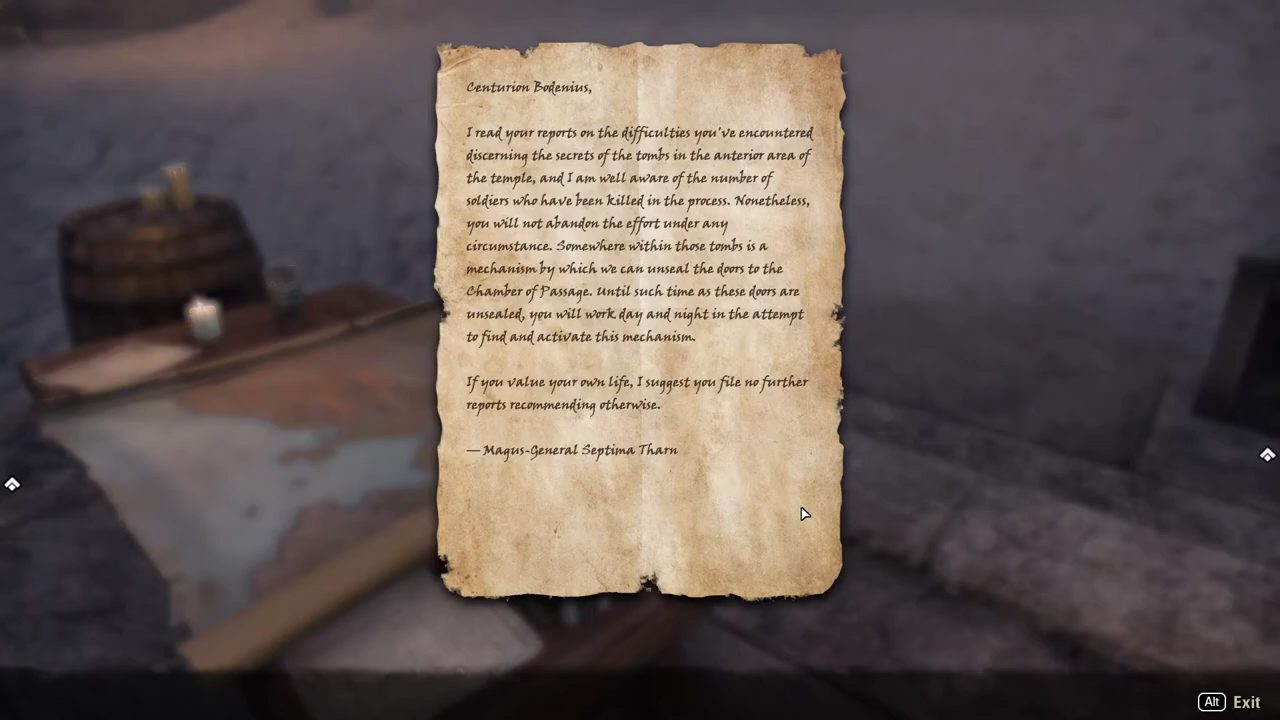 Centurion Bodenius,
I read your reports on the difficulties you've encountered
discerning the secrets of the tombs in the anterior area of
the temple, and I am well aware of the number of
soldiers who have been killed in the process. Nonetheless,
you will not abandon the effort under any
circumstance. Somewhere within those tombs is a
mechanism by which we can unseal the doors to the
Chamber of Passage. Until such time as these doors are
unsealed, you will work day and night in the attempt
to find and activate this mechanism.
If you value your own life, I suggest you file no further
reports recommending otherwise.
— Magus-General Septima Tharn
Alt Exit